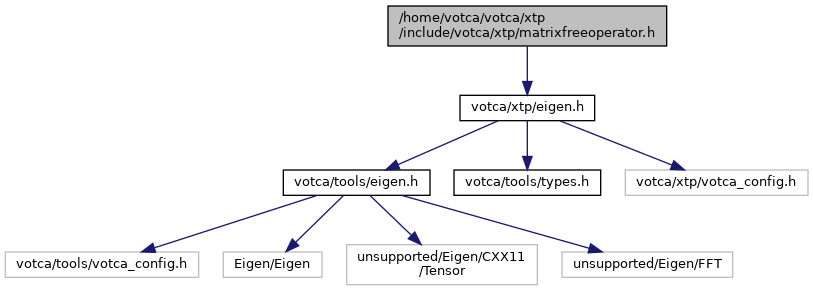 /home/votca/votca/xtp
/include/votca/xtp/matrixfreeoperator.h
votca/xtp/eigen.h
votca/tools/eigen.h
votca/tools/types.h
votca/xtp/votca_config.h
votca/tools/votca_config.h
Eigen/Eigen
unsupported/Eigen/CXX11
/Tensor
unsupported/Eigen/FFT